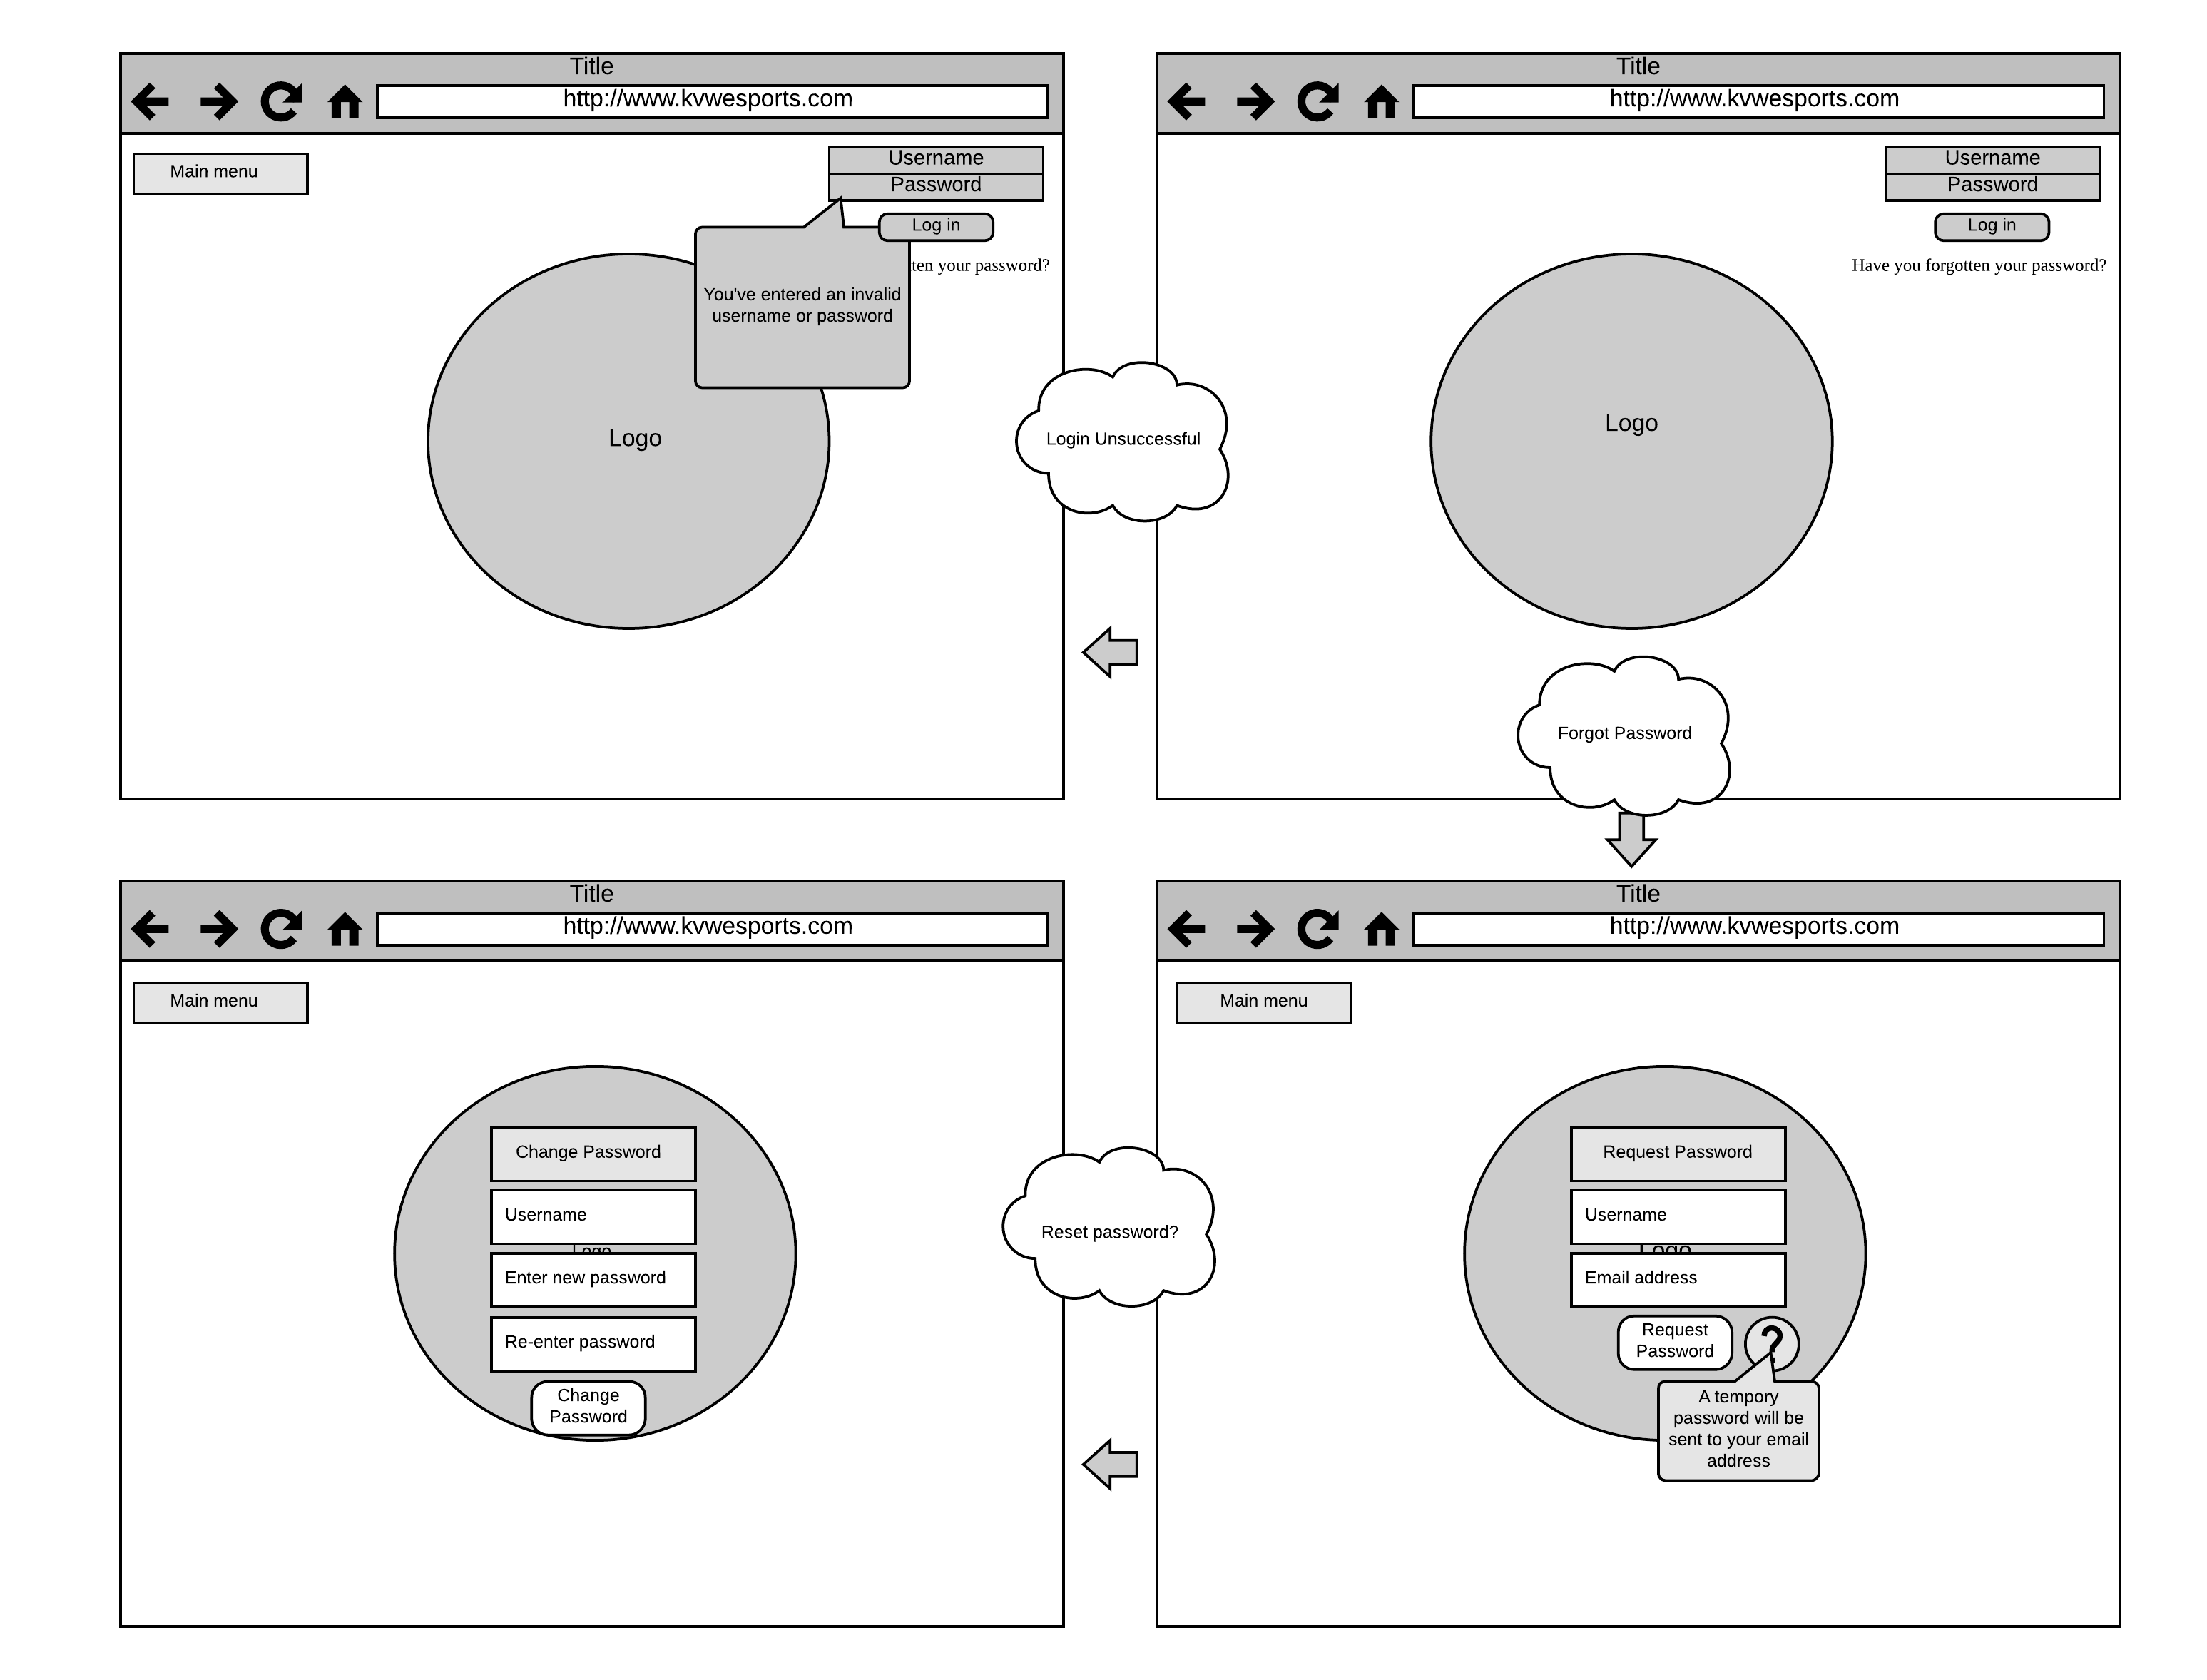 Title
http://www.kvwesports.com
Main menu
Username
Password
Log in
ten your password?
You've entered an invalid
username or password
Logo
Login Unsuccessful
Title
http://www.kvwesports.com
Username
Password
Log in
Have you forgotten your password?
Logo
Forgot Password
Title
http://www.kvwesports.com
Main menu
Change Password
Username
Logo
Enter new password
Re-enter password
Change
Password
Reset password?
Title
http://www.kvwesports.com
Main menu
Request Password
Username
Logo
Email address
Request
Password
?
A tempory
password will be
sent to your email
address